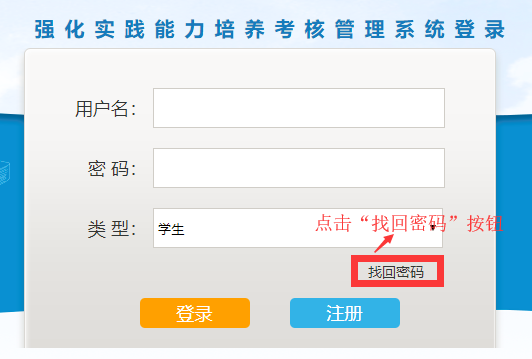 强化实践能力培养考核管理系统登录
用户名：
密 码：
类 型：学生
点击“找回密码”按钮
找回密码
登录 注册